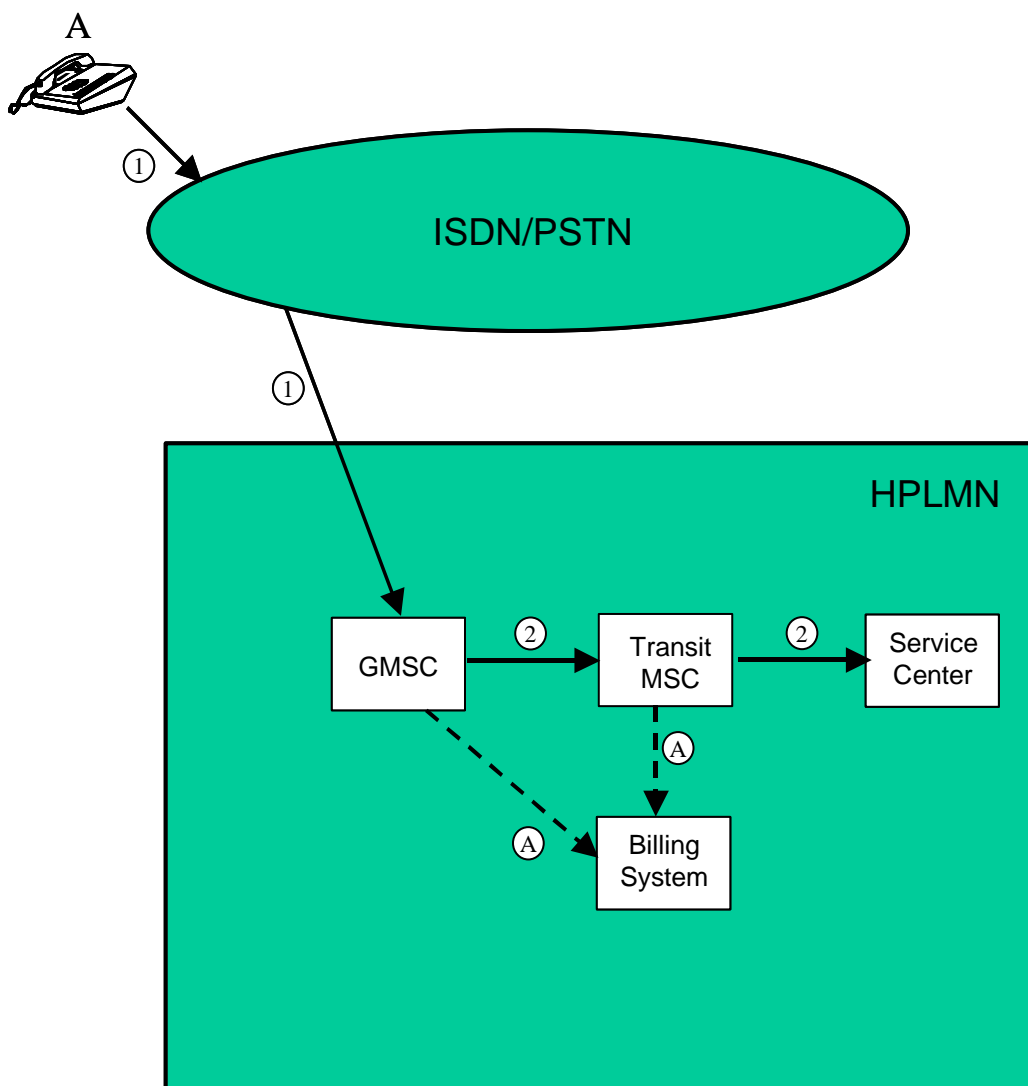 A
1
ISDN/PSTN
1
HPLMN
GMSC
2
Transit
MSC
2
Service
Center
A
A
Billing
System